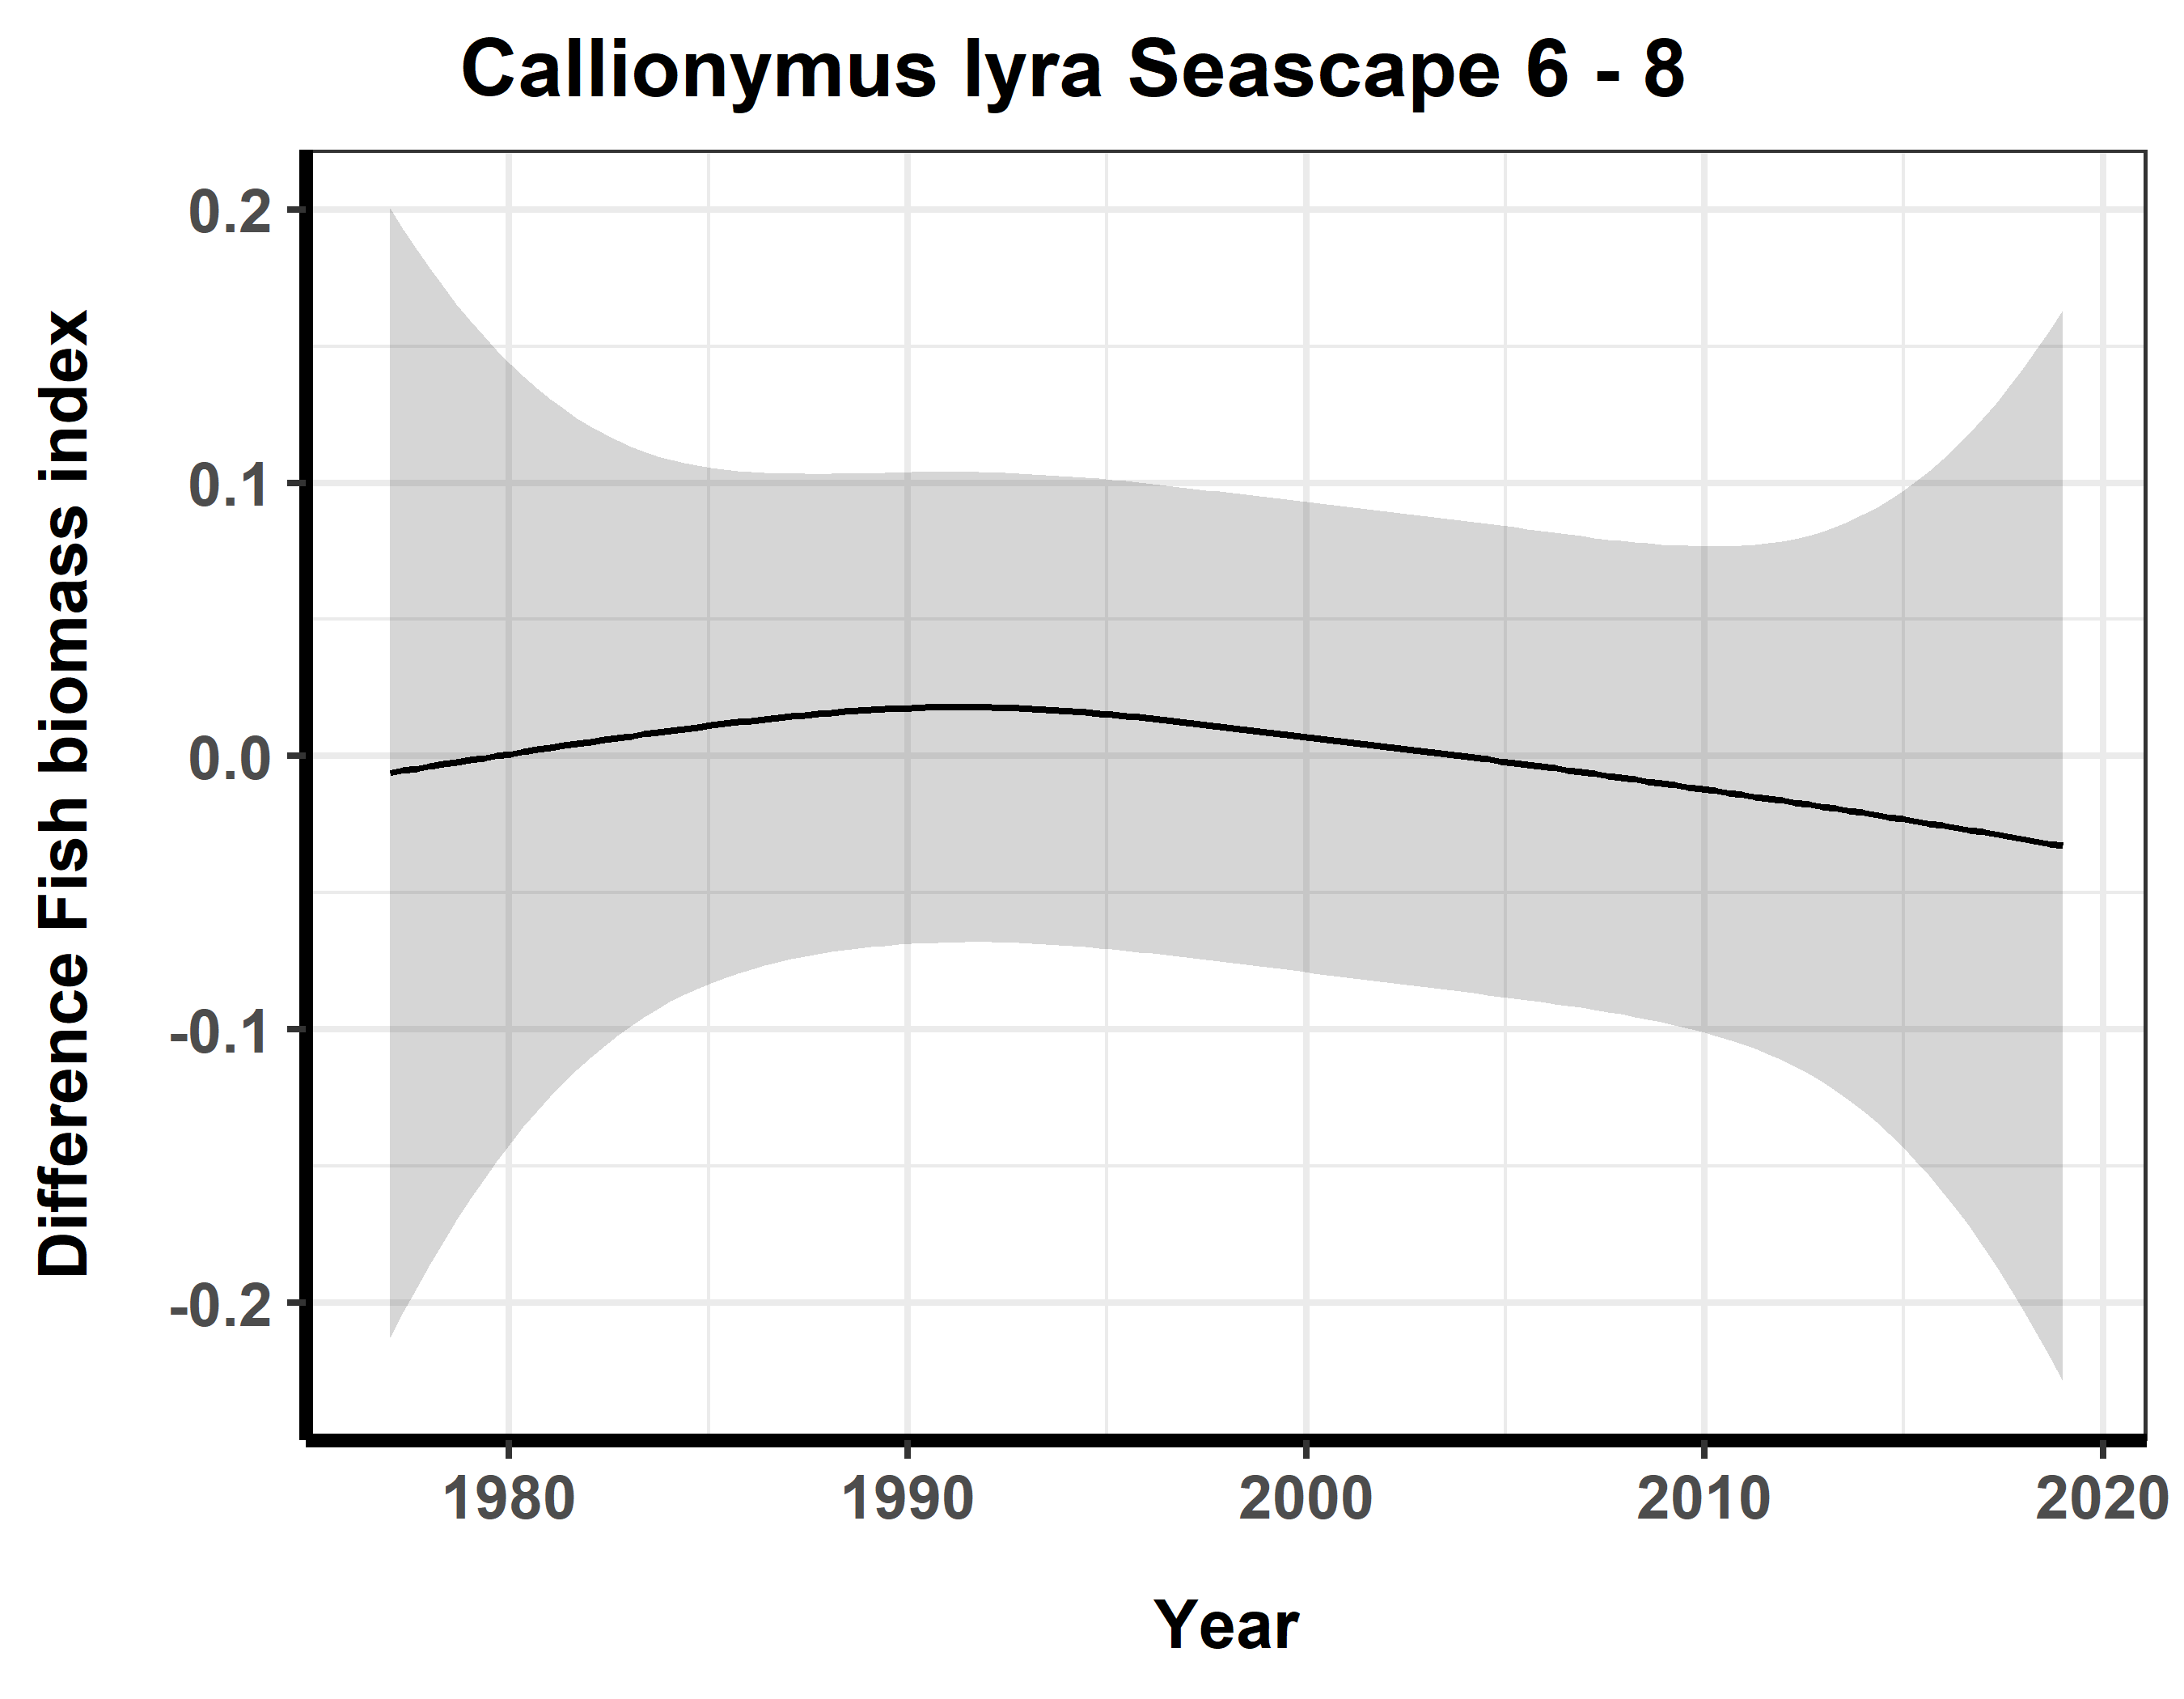 Callionymus lyra Seascape 6 - 8
Difference Fish biomass index
0.2
0.1
0.0
-0.1
-0.2
1980 1990 2000 2010 2020
Year